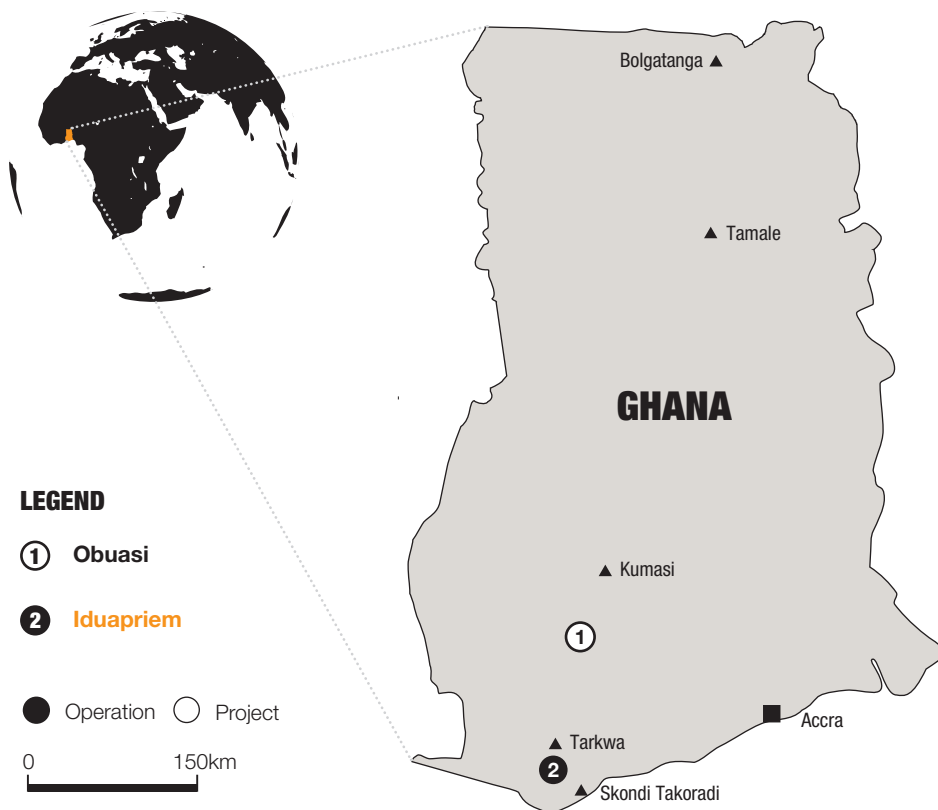 Bolgatanga
Tamale
GHANA
LEGEND
1 Obuasi
2 Iduapriem
Operation Project
0 150km
Kumasi
1
Accra
Tarkwa
2
Skondi Takoradi